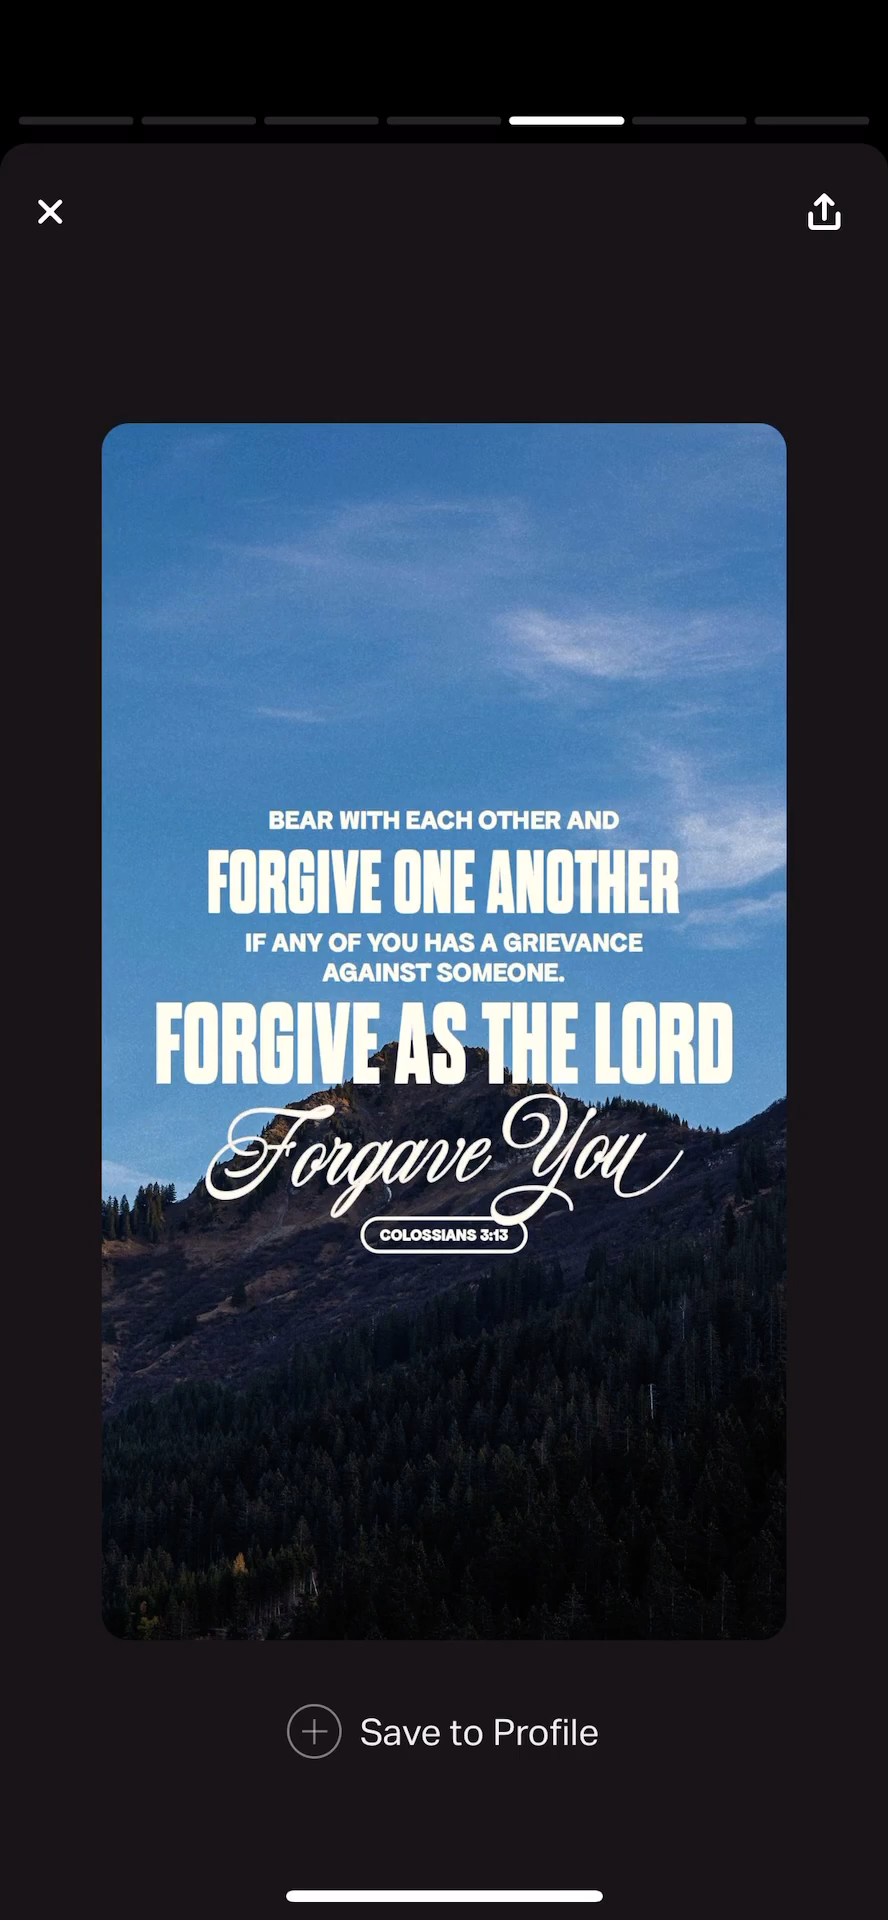 BEAR WITH EACH OTHER AND
FORGIVE ONE ANOTHER
IF ANY OF YOU HAS A GRIEVANCE
AGAINST SOMEONE.
FORGIVE AS THE LORD
Forgave You
COLOSSIANS 3:13
Save to Profile